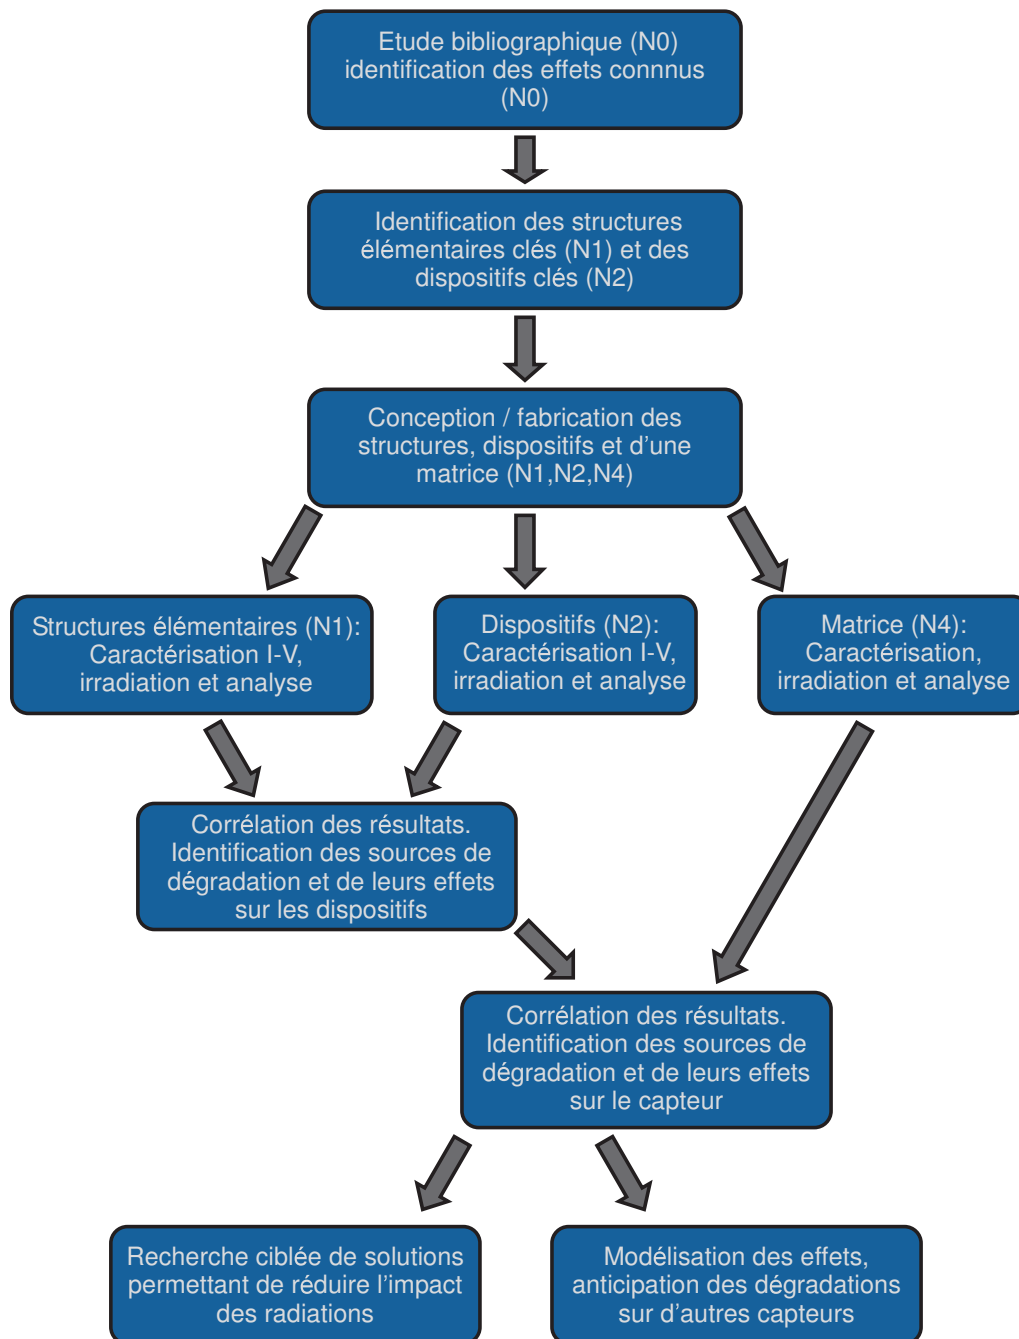 Etude bibliographique (N0)
identification des effets connnus
(N0)
Identification des structures
élémentaires clés (N1) et des
dispositifs clés (N2)
Conception / fabrication des
structures, dispositifs et d’une
matrice (N1,N2,N4)
Structures élémentaires (N1):
Caractérisation I-V,
irradiation et analyse
Dispositifs (N2):
Caractérisation I-V,
irradiation et analyse
Matrice (N4):
Caractérisation,
irradiation et analyse
Corrélation des résultats.
Identification des sources de
dégradation et de leurs effets
sur les dispositifs
Corrélation des résultats.
Identification des sources de
dégradation et de leurs effets
sur le capteur
Recherche ciblée de solutions
permettant de réduire l’impact
des radiations
Modélisation des effets,
anticipation des dégradations
sur d’autres capteurs